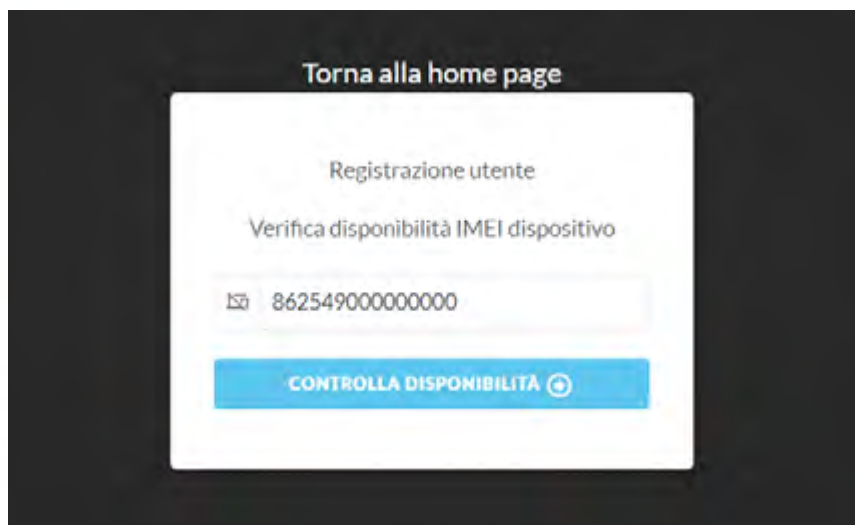 Torna alla home page
Registrazione utente
Verifica disponibilità IMEI dispositivo
862549000000000
CONTROLLA DISPONIBILITÀ